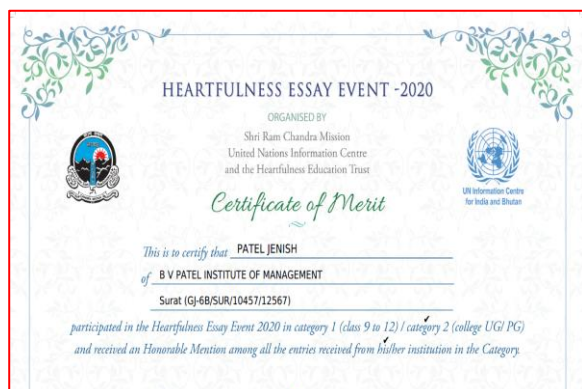 HEARTFULNESS ESSAY EVENT -2020
ORGANISED BY
Shri Ram Chandra Mission
United Nations Information Centre
and the Heartfulness Education Trust
UN Information Centre
for India and Bhutan
Certificate of Merit
This is to certify that PATEL JENISH
of B V PATEL INSTITUTE OF MANAGEMENT
Surat (GJ-6B/SUR/10457/12567)
participated in the Heartfulness Essay Event 2020 in category 1 (class 9 to 12) / category 2 (college UG/ PG)
and received an Honorable Mention among all the entries received from his/her institution in the Category.